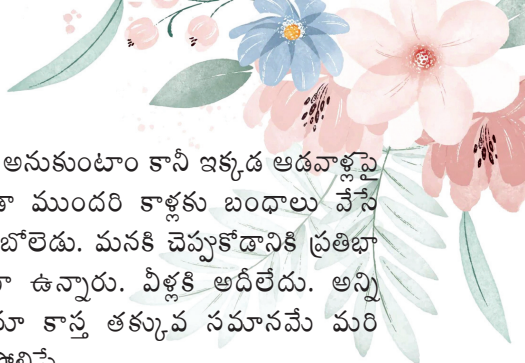 అనుకుంటాం కానీ ఇక్కడ ఆడవాళ్లపై
ముందరి కాళ్లకు బంధాలు వేసే
బోలెడు. మనకి చెప్పుకోడానికి ప్రతిభా
ఉన్నారు. వీళ్లకి అదీలేదు. అన్ని
కాస్త తక్కువ సమానమే మరి